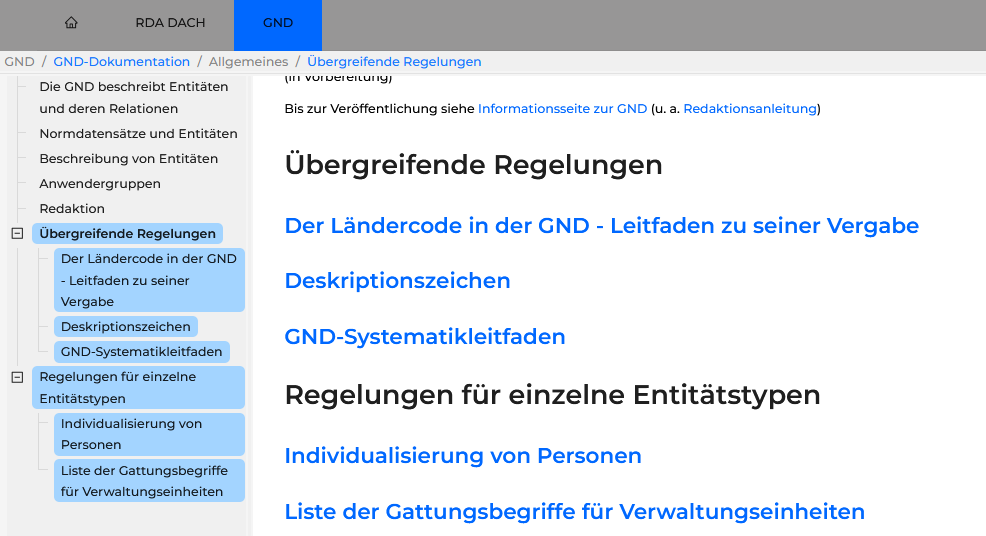 RDA DACH
GND
GND / GND-Dokumentation / Allgemeines / Übergreifende Regelungen
Die GND beschreibt Entitäten
und deren Relationen
Normdatensätze und Entitäten
Beschreibung von Entitäten
Anwendergruppen
Redaktion
Übergreifende Regelungen
Der Ländercode in der GND
- Leitfaden zu seiner
Vergabe
Deskriptionszeichen
GND-Systematikleitfaden
Regelungen für einzelne
Entitätstypen
Individualisierung von
Personen
Liste der Gattungsbegriffe
für Verwaltungseinheiten
(in Vorbereitung)
Bis zur Veröffentlichung siehe Informationsseite zur GND (u. a. Redaktionsanleitung)
Übergreifende Regelungen
Der Ländercode in der GND - Leitfaden zu seiner Vergabe
Deskriptionszeichen
GND-Systematikleitfaden
Regelungen für einzelne Entitätstypen
Individualisierung von Personen
Liste der Gattungsbegriffe für Verwaltungseinheiten